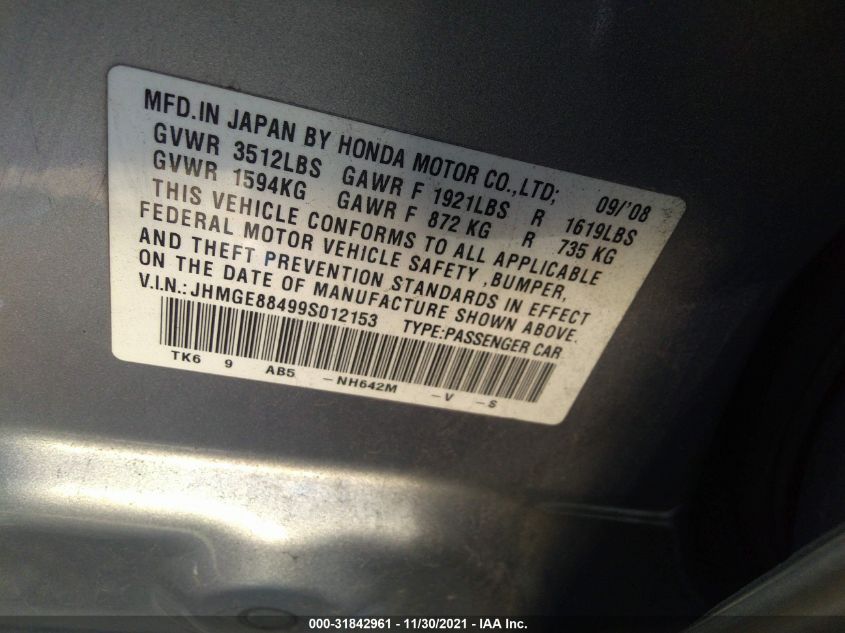 MFD.IN JAPAN BY HONDA MOTOR CO.,LTD; 09/'08
GVWR 3512LBS GAWR F 1921LBS R 1619LBS
GVWR 1594KG GAWR F 872 KG R 735 KG
THIS VEHICLE CONFORMS TO ALL APPLICABLE
FEDERAL MOTOR VEHICLE SAFETY ,BUMPER,
AND THEFT PREVENTION STANDARDS IN EFFECT
ON THE DATE OF MANUFACTURE SHOWN ABOVE.
V.I.N.:JHMGE88499S012153 TYPE:PASSENGER CAR
TK6 9 AB5 -NH642M -V -S
000-31842961 - 11/30/2021 - IAA Inc.